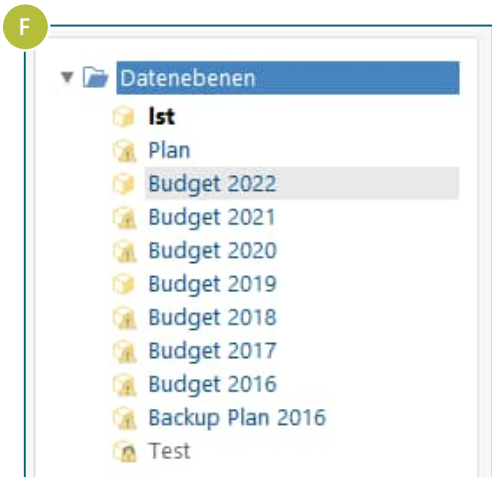 F
Datenebenen
Ist
Plan
Budget 2022
Budget 2021
Budget 2020
Budget 2019
Budget 2018
Budget 2017
Budget 2016
Backup Plan 2016
Test